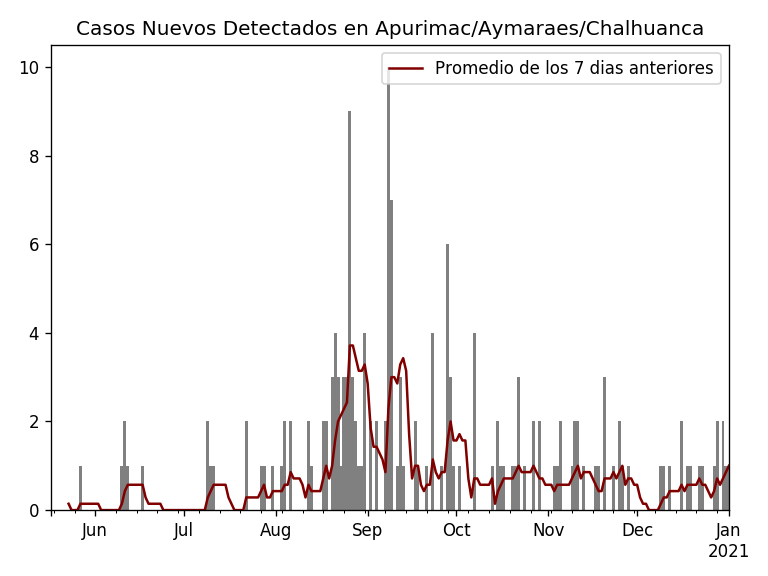 Casos Nuevos Detectados en Apurimac/Aymaraes/Chalhuanca
Promedio de los 7 dias anteriores
10
8
6
4
2
0
Jun Jul Aug Sep Oct Nov Dec Jan
2021